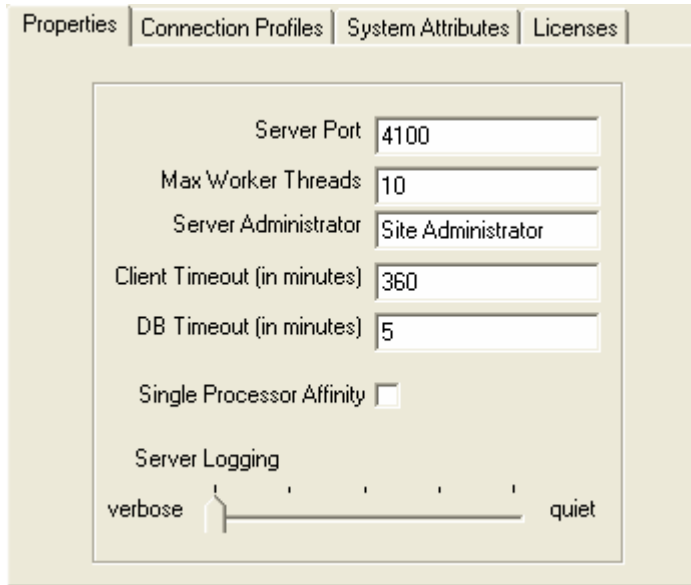 Properties Connection Profiles System Attributes Licenses
Server Port 4100
Max Worker Threads 10
Server Administrator Site Administrator
Client Timeout (in minutes) 360
DB Timeout (in minutes) 5
Single Processor Affinity
Server Logging
verbose quiet